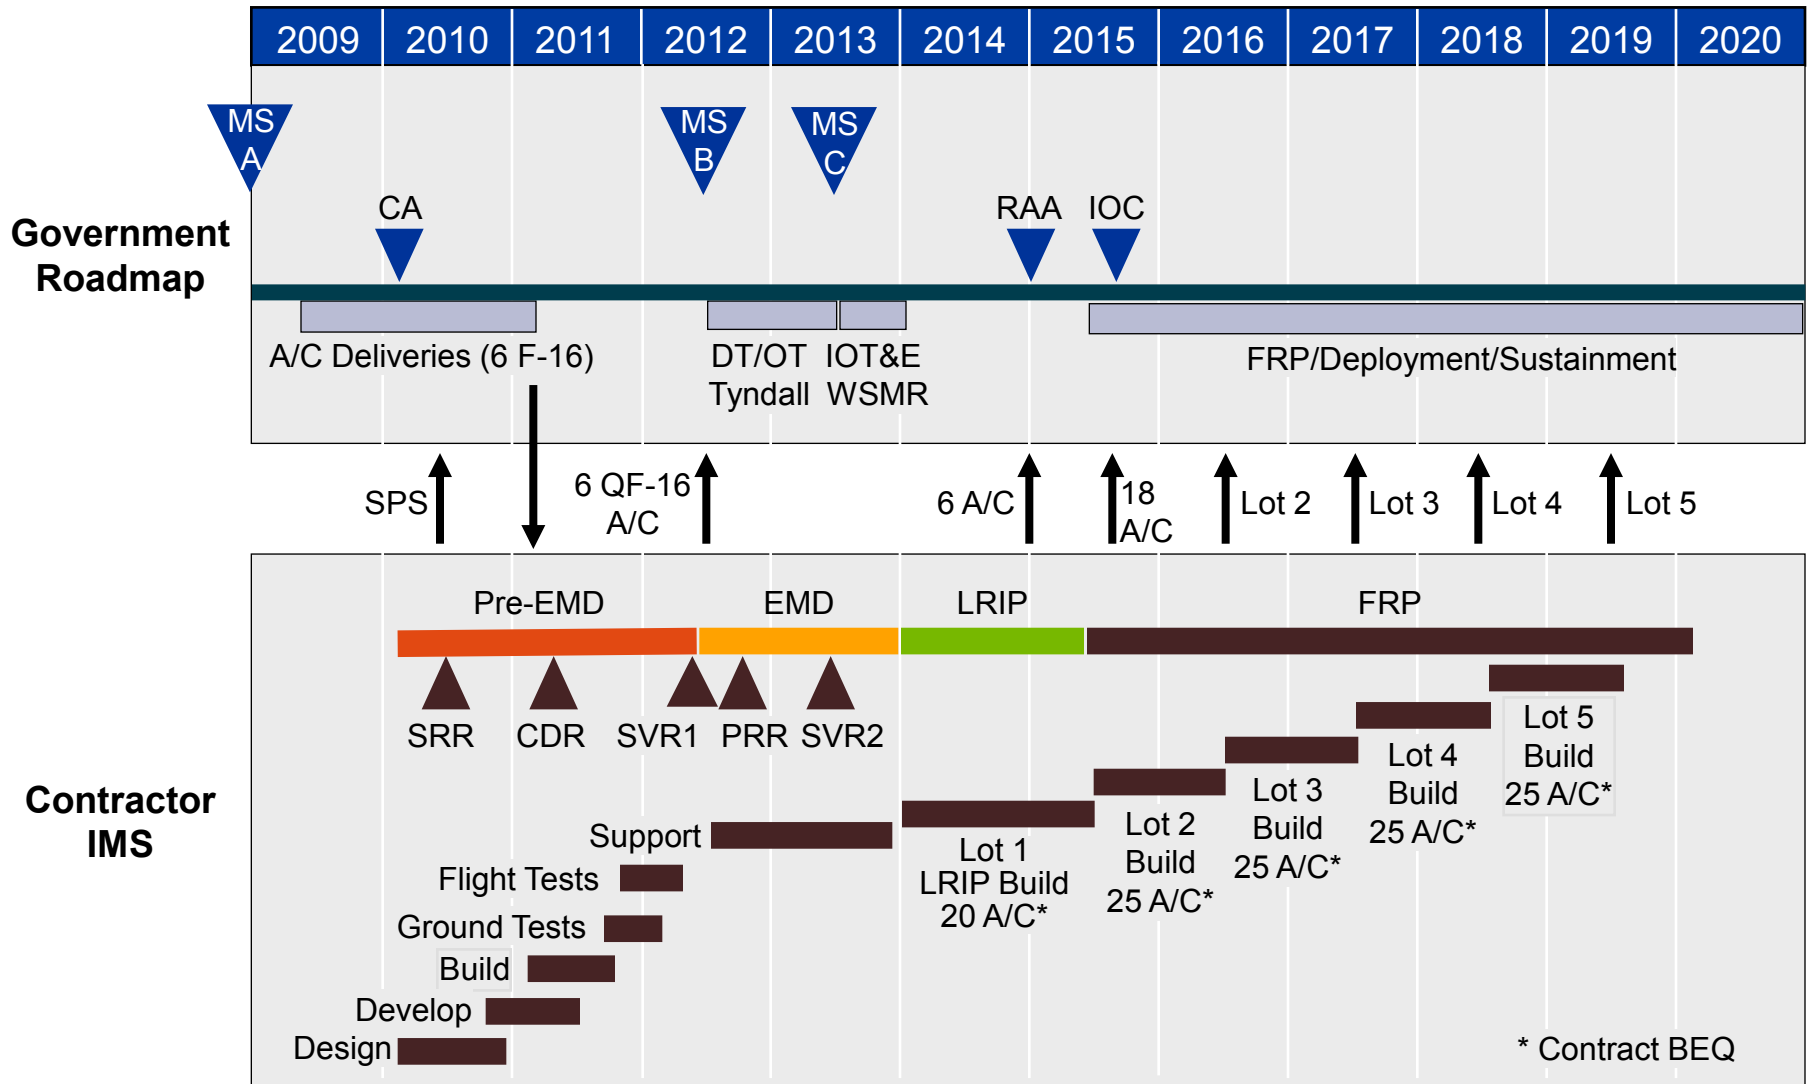 2009 2010 2011 2012 2013 2014 2015 2016 2017 2018 2019 2020
MS
A
MS
B
MS
C
CA
RAA
IOC
Government
Roadmap
A/C Deliveries (6 F-16)
DT/OT
Tyndall
IOT&E
WSMR
FRP/Deployment/Sustainment
SPS
6 QF-16
A/C
6 A/C
18
A/C
Lot 2
Lot 3
Lot 4
Lot 5
Pre-EMD
EMD
LRIP
FRP
SRR
CDR
SVR1
PRR
SVR2
Contractor
IMS
Lot 5
Build
25 A/C*
Lot 4
Build
25 A/C*
Lot 3
Build
25 A/C*
Lot 2
Build
25 A/C*
Lot 1
LRIP Build
20 A/C*
Support
Flight Tests
Ground Tests
Build
Develop
Design
* Contract BEQ